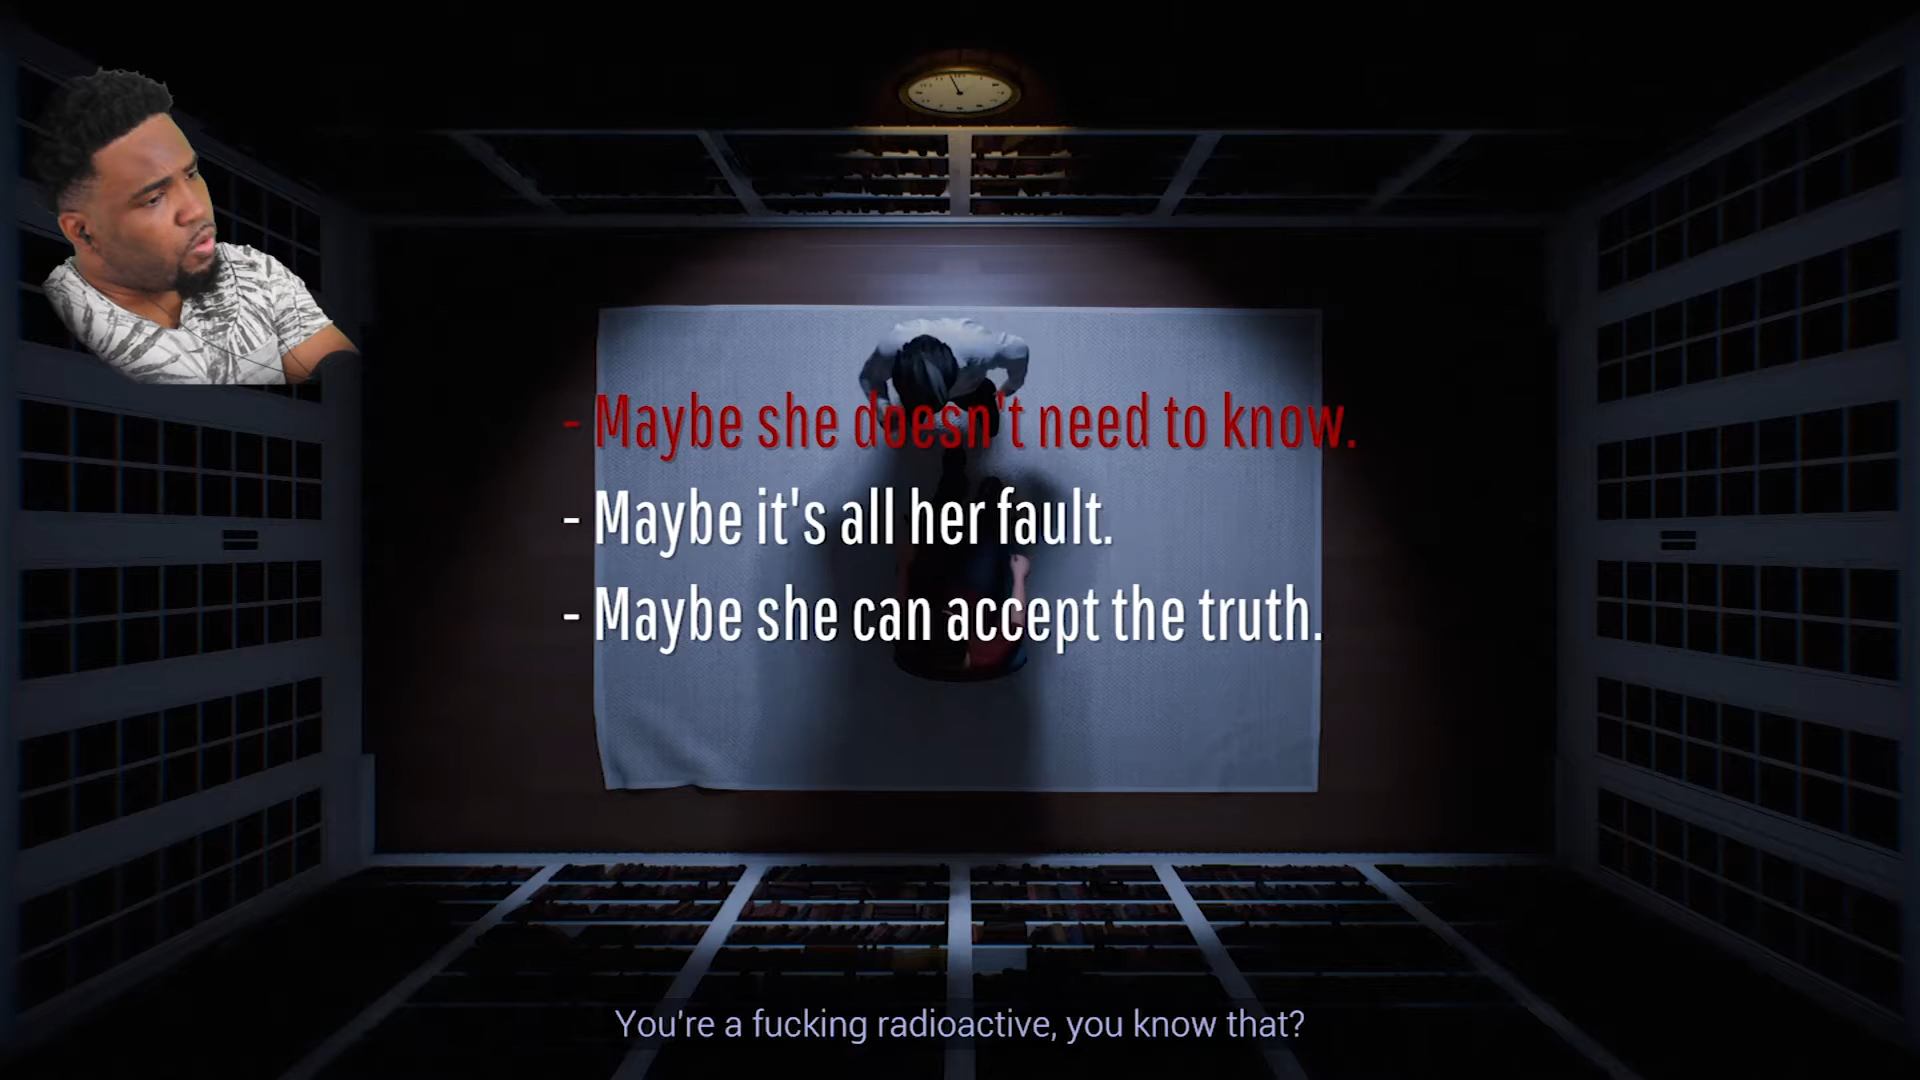 - Maybe she doesn't need to know.
- Maybe it's all her fault.
- Maybe she can accept the truth.
You're a fucking radioactive, you know that?